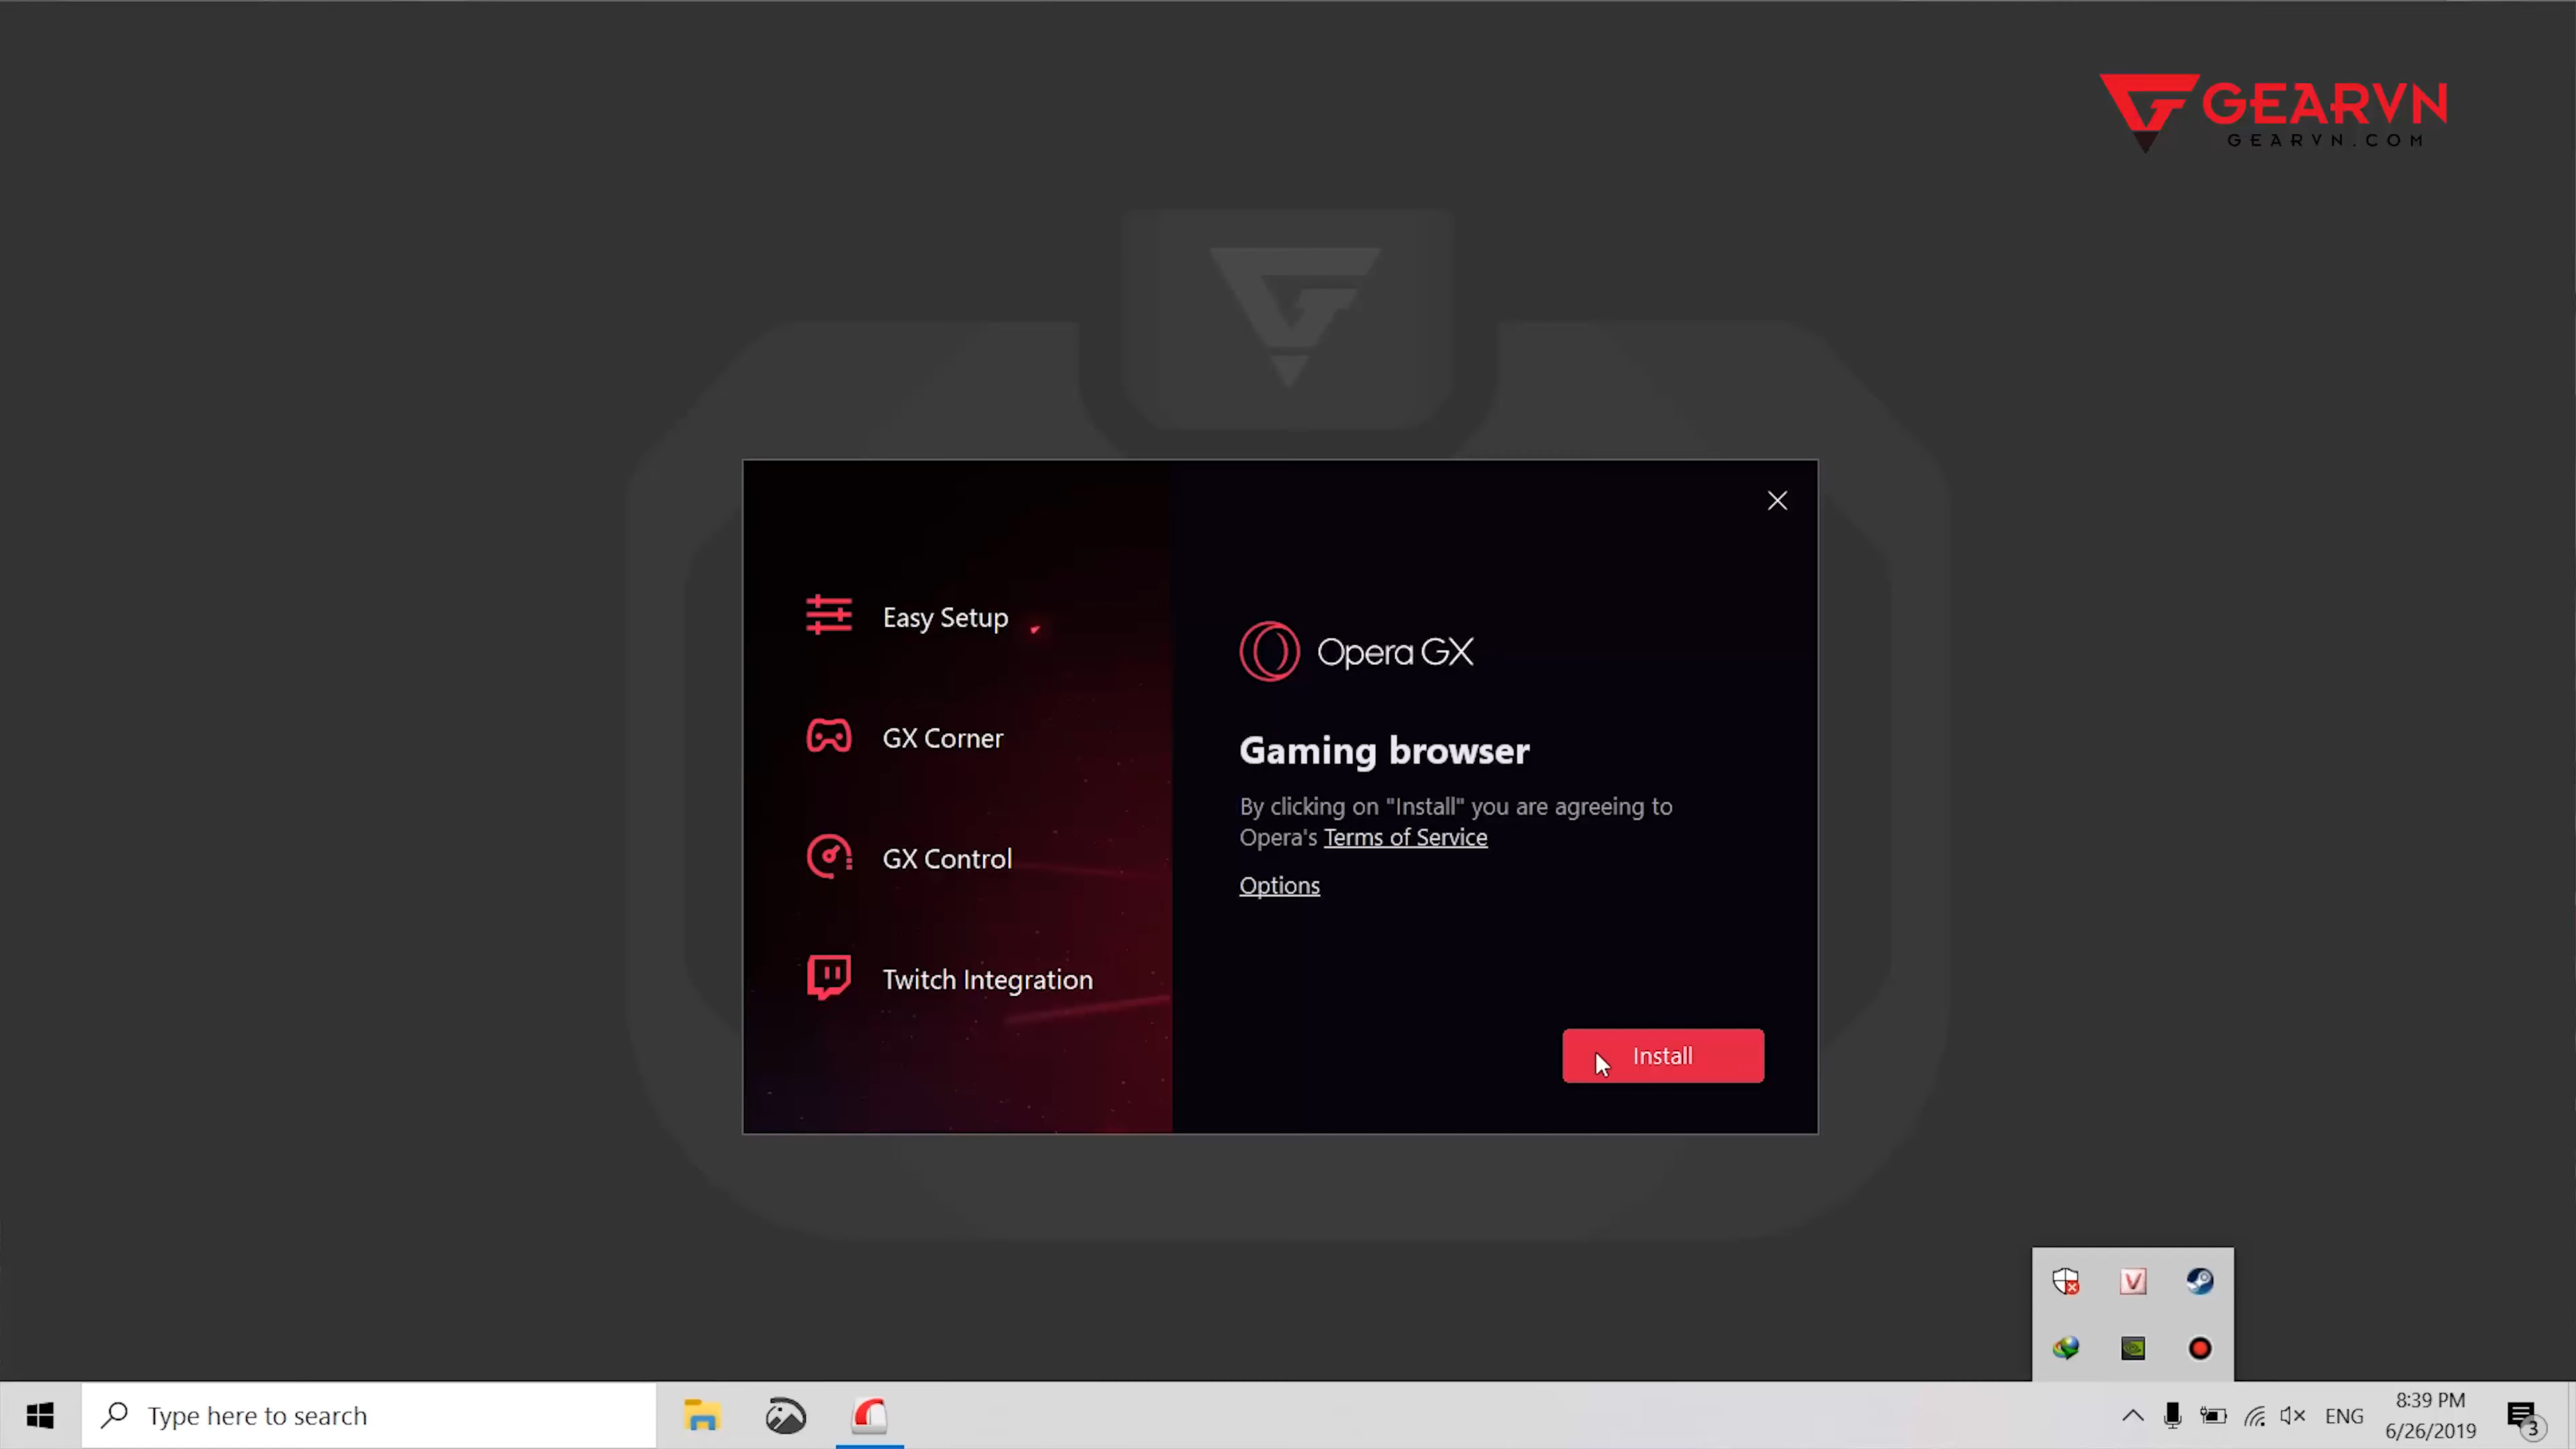 GEARVN
GEARVN.COM
Easy Setup
GX Corner
GX Control
Twitch Integration
Opera GX
Gaming browser
By clicking on "Install" you are agreeing to
Opera's Terms of Service
Options
Install
Type here to search
ENG
8:39 PM
6/26/2019
3